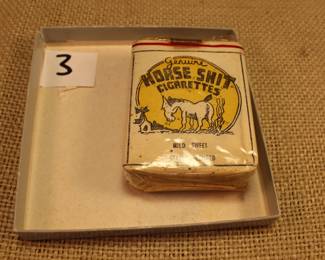 3
Genuine
HORSE SHIT
CIGARETTES
MILD SWEET